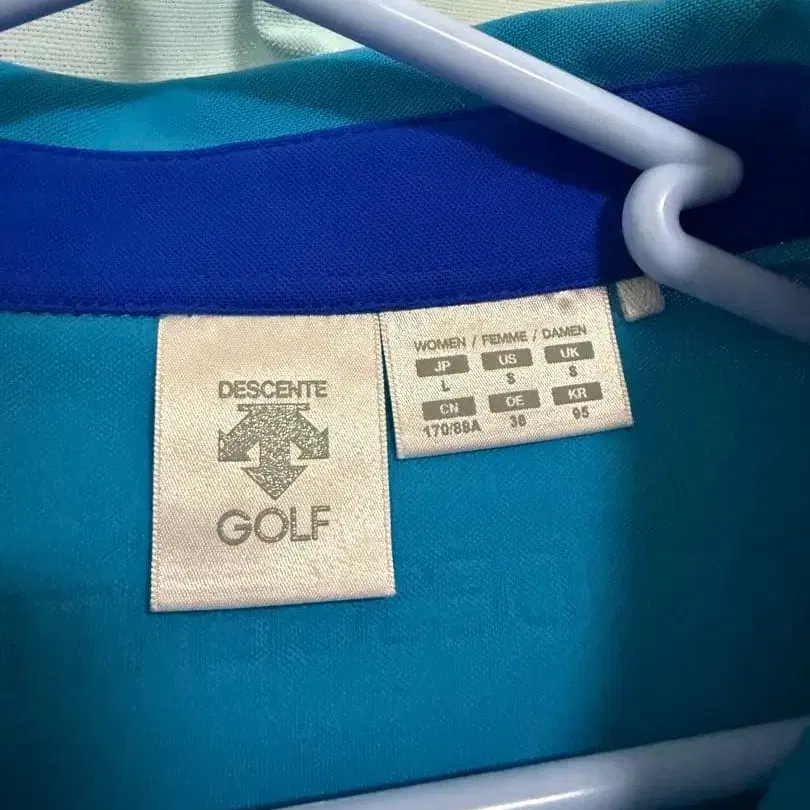 DESCENTE
GOLF
WOMEN / FEMME / DAMEN
JP US UK
L S S
CN DE KR
170/88A 38 95